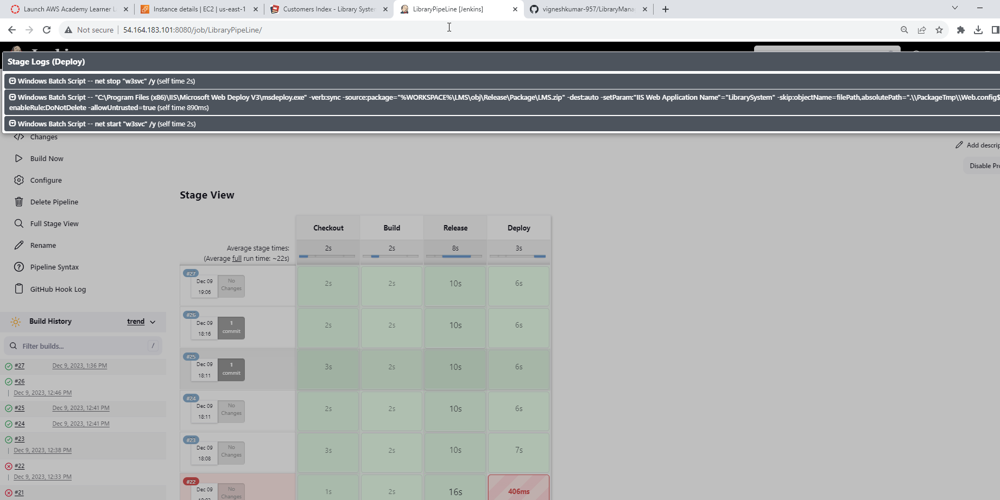 Launch AWS Academy Learner L
Instance details | EC2 | us-east-1
Customers Index - Library System
LibraryPipeLine [Jenkins]
vigneshkumar-957/LibraryMana
Not secure
54.164.183.101:8080/job/LibraryPipeLine/
Stage Logs (Deploy)
Windows Batch Script -- net stop "w3svc" /y (self time 2s)
Windows Batch Script -- "C:\Program Files (x86)\IIS\Microsoft Web Deploy V3\msdeploy.exe" -verb:sync -source:package="%WORKSPACE%\LMS\obj\Release\Package\LMS.zip" -dest:auto -setParam:"IIS Web Application Name"="LibrarySystem" -skip:objectName=filePath,absolutePath=".\\PackageTmp\\Web.config$
enableRule:DoNotDelete -allowUntrusted=true (self time 890ms)
Windows Batch Script -- net start "w3svc" /y (self time 2s)
Changes
Add descrip
Build Now
Disable Pro
Configure
Delete Pipeline
Full Stage View
Rename
Pipeline Syntax
GitHub Hook Log
Build History
trend
Filter builds...
/
#27
Dec 9, 2023, 1:36 PM
#26
Dec 9, 2023, 12:46 PM
#25
Dec 9, 2023, 12:41 PM
#24
Dec 9, 2023, 12:41 PM
#23
Dec 9, 2023, 12:38 PM
#22
Dec 9, 2023, 12:33 PM
#21
Stage View
Checkout Build Release Deploy
Average stage times:
(Average full run time: ~22s)
2s 2s 8s 3s
#27
Dec 09
19:06
No
Changes
2s 2s 10s 6s
#26
Dec 09
18:16
1
commit
2s 2s 10s 6s
#25
Dec 09
18:11
1
commit
3s 2s 10s 6s
#24
Dec 09
18:11
No
Changes
2s 2s 10s 6s
#23
Dec 09
18:08
No
Changes
3s 2s 10s 7s
#22
Dec 09
No
Changes
1s 2s 16s 406ms